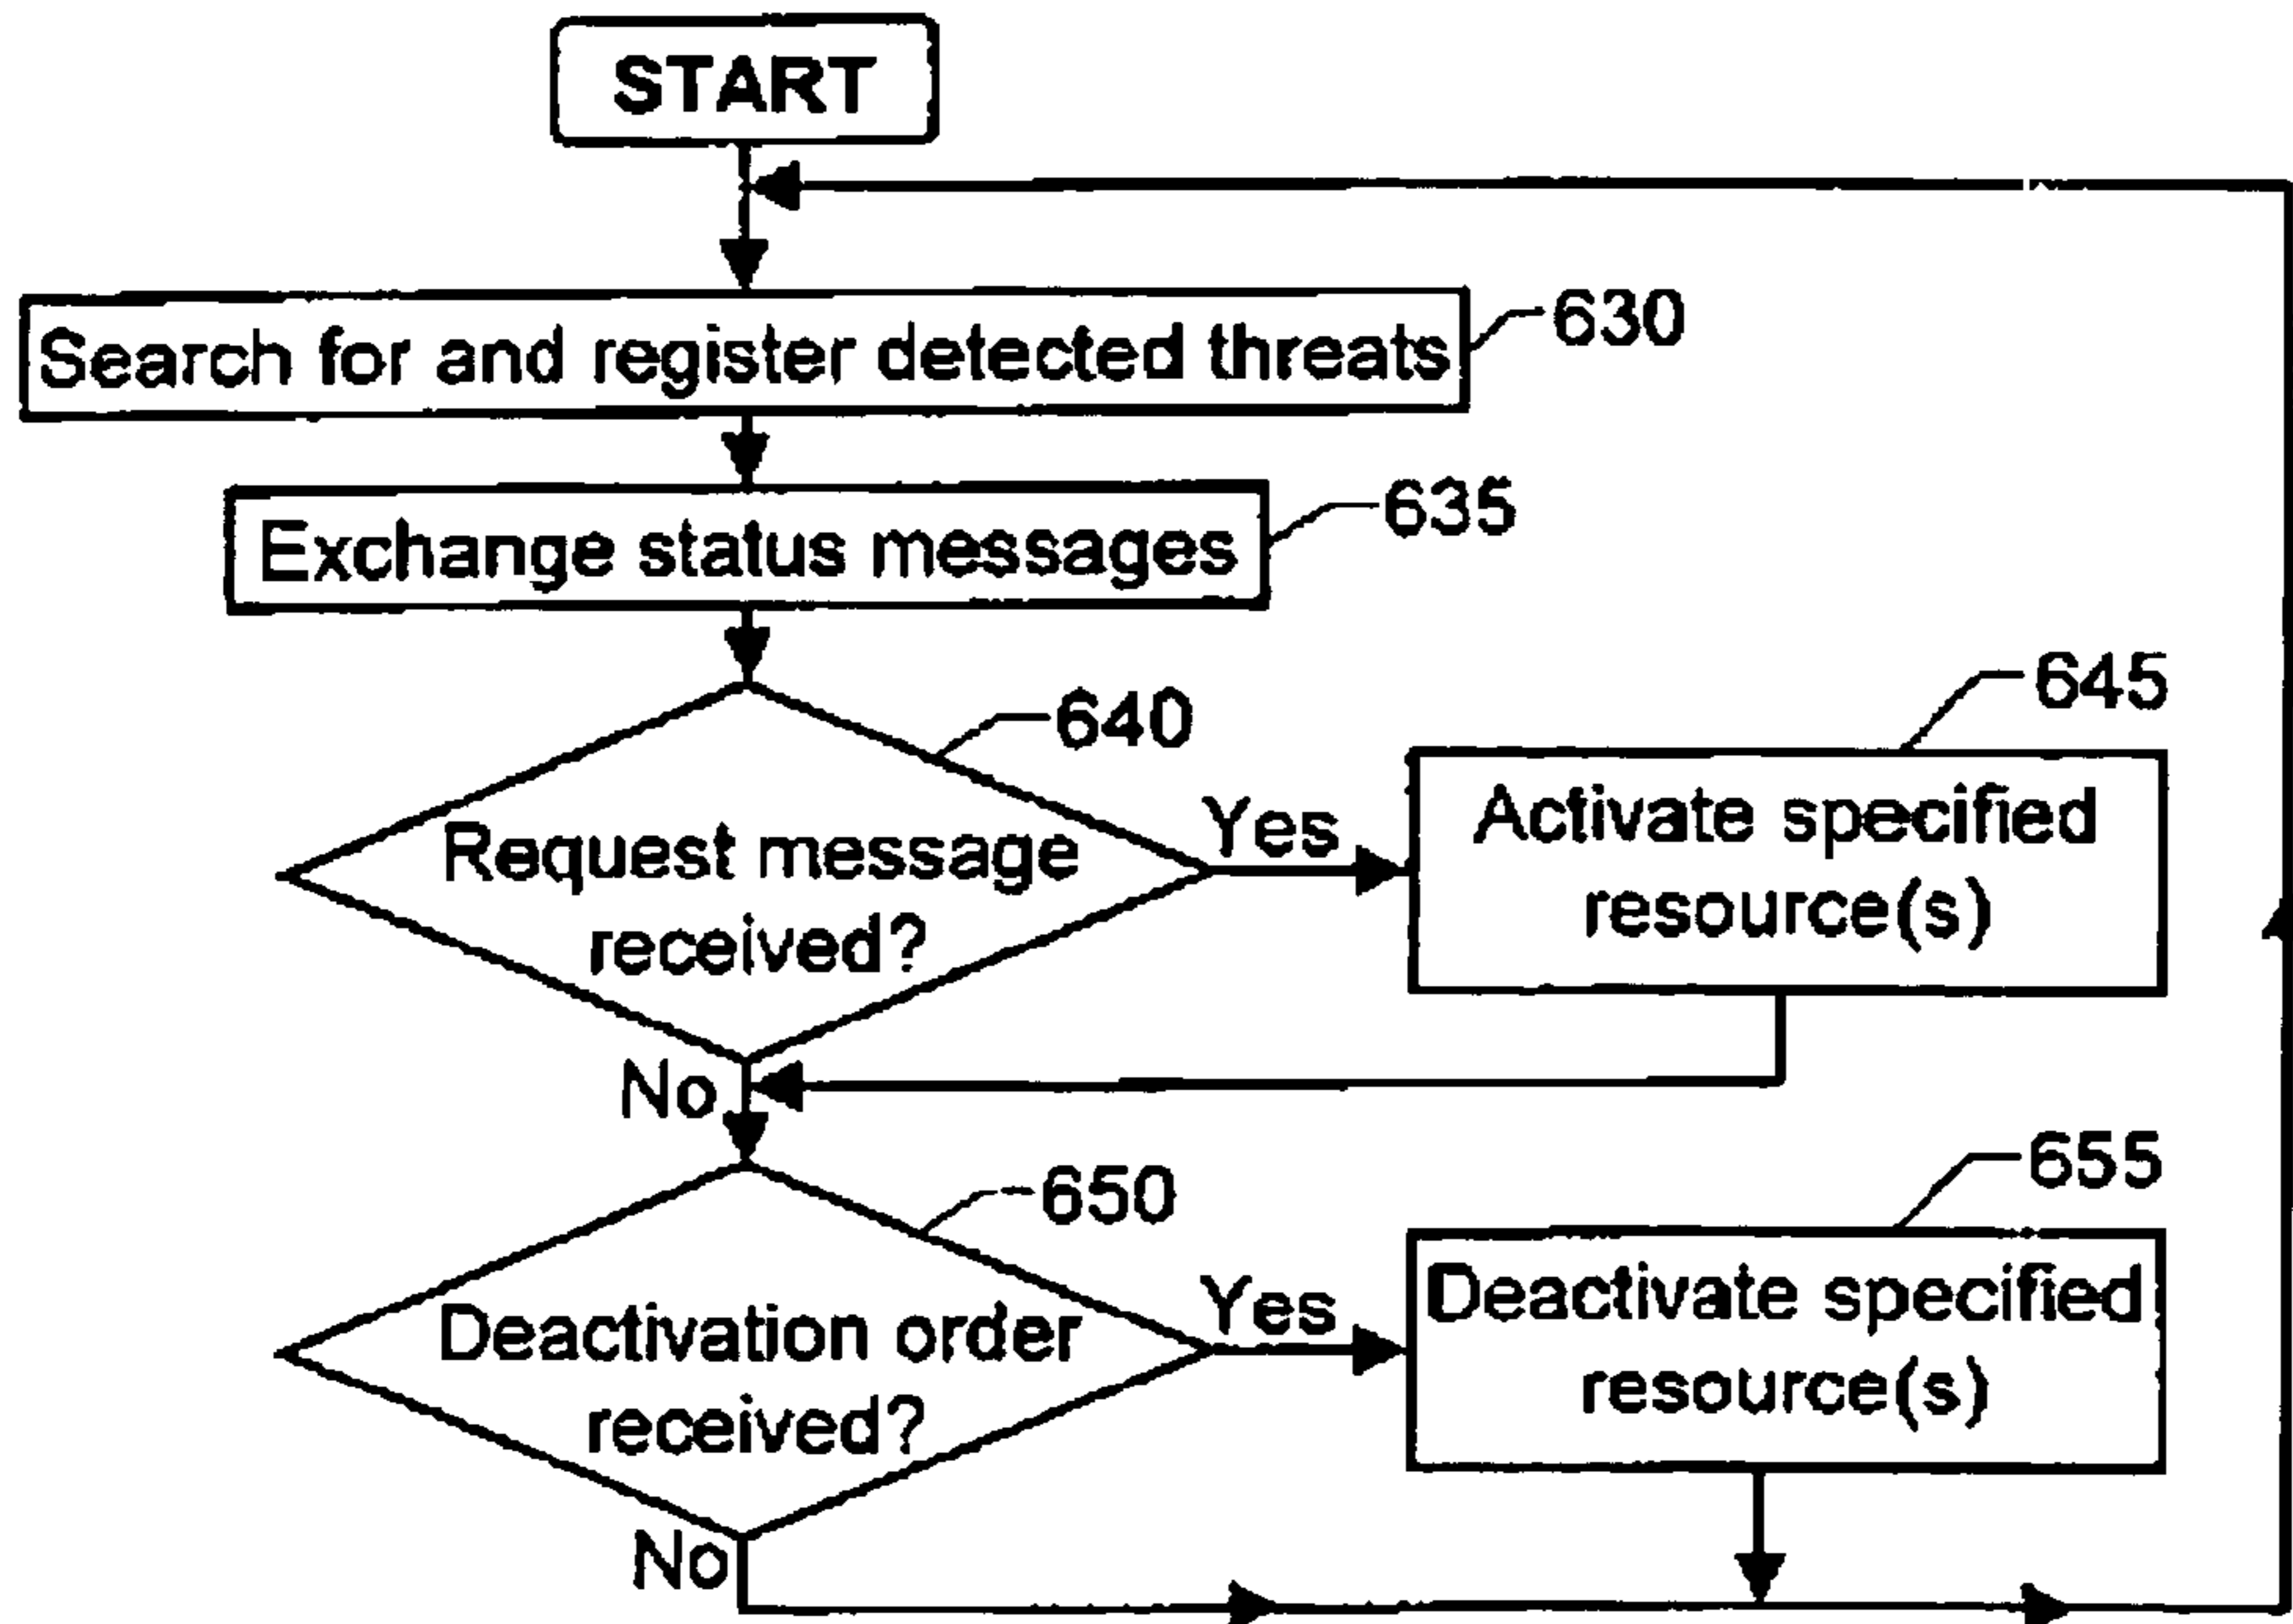 START
Search for and register detected threats
630
Exchange status messages
635
640
645
Request message
received?
Yes
Activate specified
resource(s)
No
650
655
Deactivation order
received?
Yes
Deactivate specified
resource(s)
No